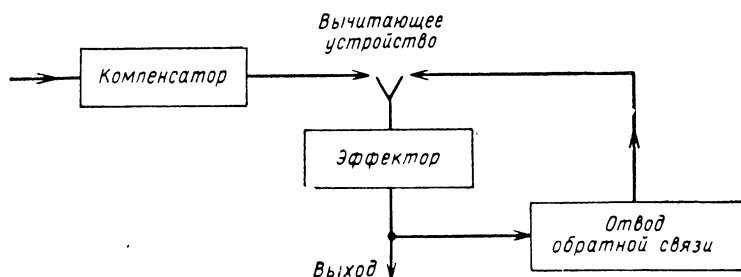 Вычитающее
устройство
Компенсатор
Эффектор
Отвод
обратной связи
Выход